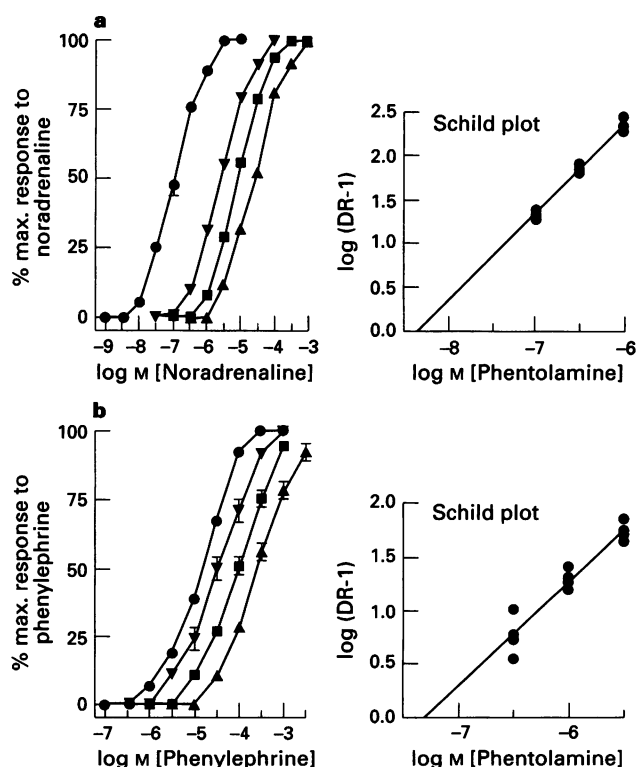 a
100
75
50
25
0
% max. response to
noradrenaline
–9 –8 –7 –6 –5 –4 –3
log M [Noradrenaline]
2.5
2.0
1.5
1.0
0.5
0.0
log (DR-1)
Schild plot
–8 –7 –6
log M [Phentolamine]
b
100
75
50
25
0
% max. response to
phenylephrine
–7 –6 –5 –4 –3
log M [Phenylephrine]
2.0
1.5
1.0
0.5
0.0
log (DR-1)
Schild plot
–7 –6
log M [Phentolamine]